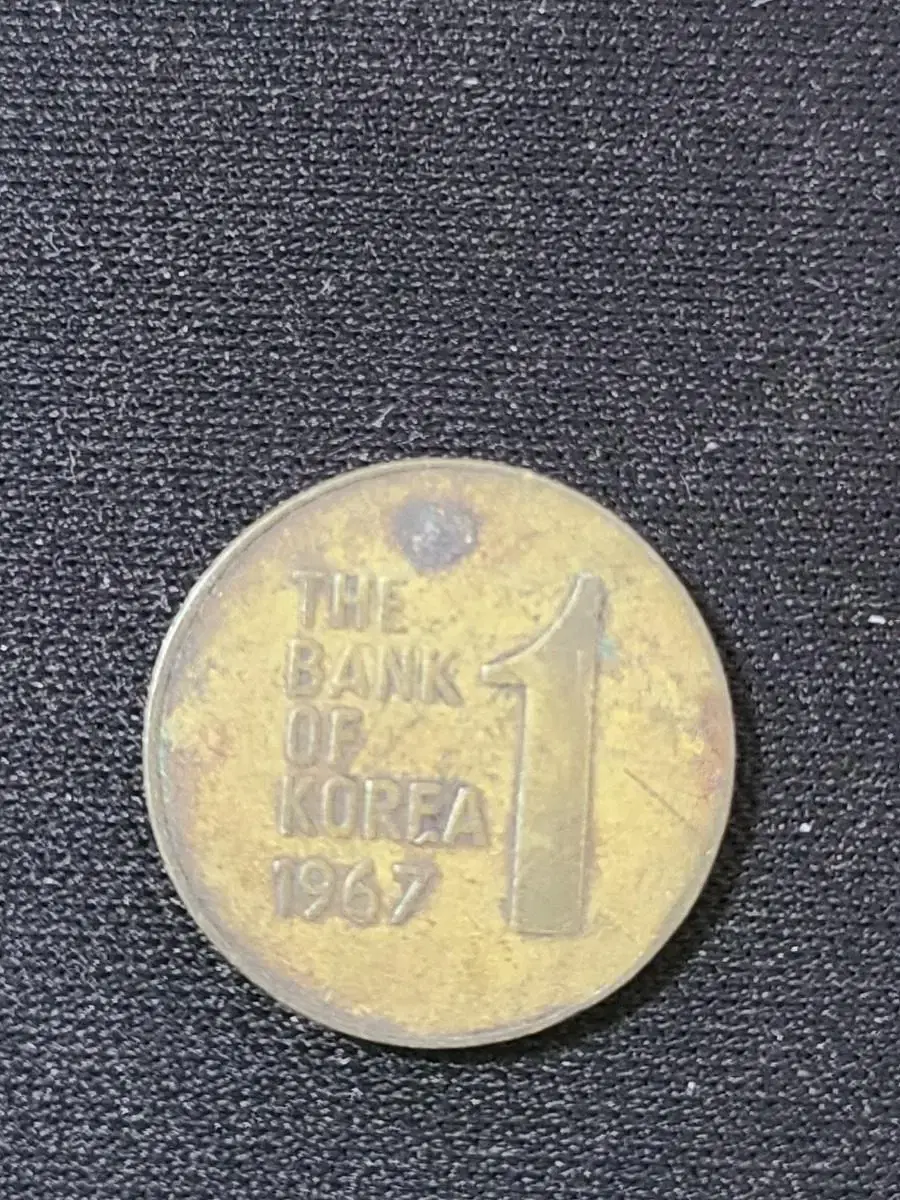 THE
BANK
OF
KOREA
1967
1